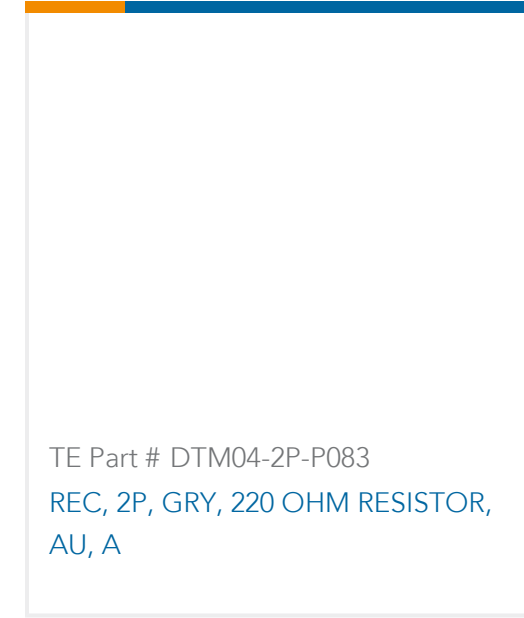 TE Part # DTM04-2P-P083
REC, 2P, GRY, 220 OHM RESISTOR,
AU, A